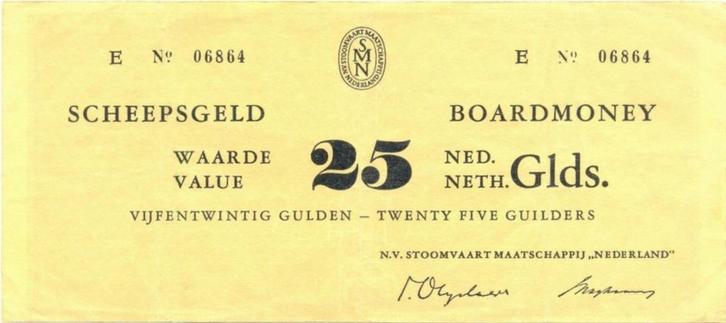 E Nº 06864
E Nº 06864
N.V. STOOMVAART MAATSCHAPPIJ NEDERLAND
SMN
SCHEEPSGELD
BOARDMONEY
WAARDE
VALUE
25
NED.
NETH. Glds.
VIJFENTWINTIG GULDEN – TWENTY FIVE GUILDERS
N.V. STOOMVAART MAATSCHAPPIJ „NEDERLAND"